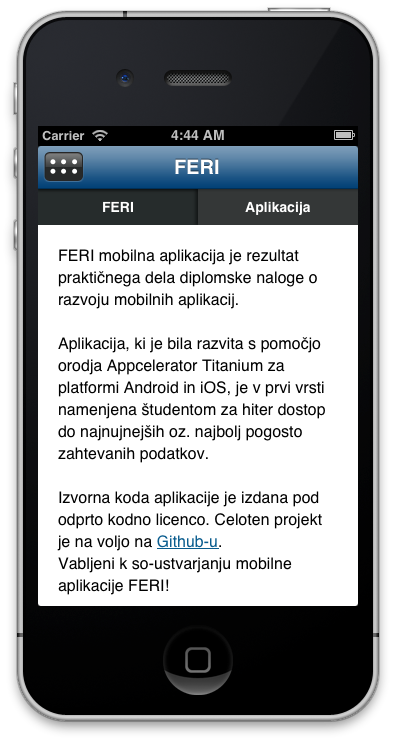 Carrier 4:44 AM
FERI
FERI Aplikacija
FERI mobilna aplikacija je rezultat
praktičnega dela diplomske naloge o
razvoju mobilnih aplikacij.
Aplikacija, ki je bila razvita s pomočjo
orodja Appcelerator Titanium za
platformi Android in iOS, je v prvi vrsti
namenjena študentom za hiter dostop
do najnujnejših oz. najbolj pogosto
zahtevanih podatkov.
Izvorna koda aplikacije je izdana pod
odprto kodno licenco. Celoten projekt
je na voljo na Github-u.
Vabljeni k so-ustvarjanju mobilne
aplikacije FERI!